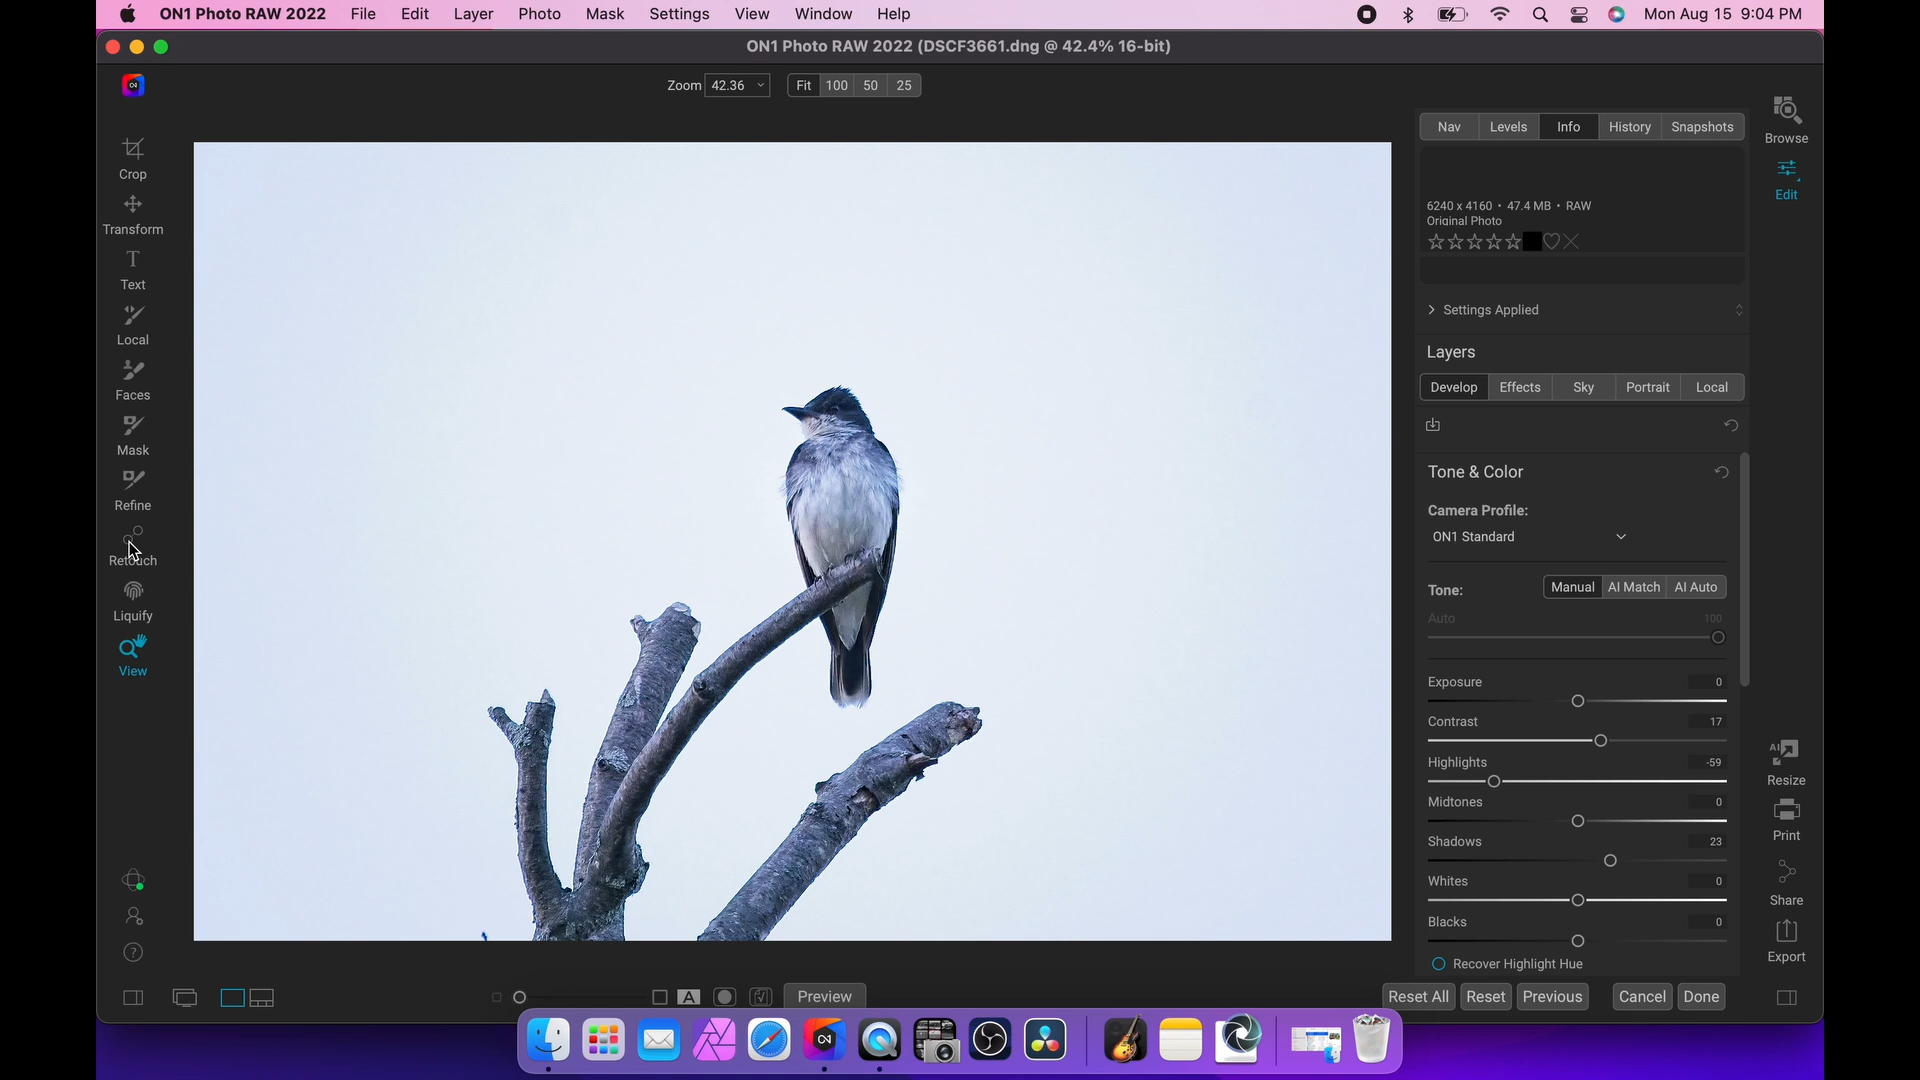 ON1 Photo RAW 2022 File Edit Layer Photo Mask Settings View Window Help Mon Aug 15 9:04 PM
ON1 Photo RAW 2022 (DSCF3661.dng @ 42.4% 16-bit)
Zoom 42.36 Fit 100 50 25
Crop
Transform
Text
Local
Faces
Mask
Refine
Retouch
Liquify
View
Nav Levels Info History Snapshots
6240 x 4160 • 47.4 MB • RAW
Original Photo
Settings Applied
Layers
Develop Effects Sky Portrait Local
Tone & Color
Camera Profile:
ON1 Standard
Tone: Manual AI Match AI Auto
Auto 100
Exposure 0
Contrast 17
Highlights -59
Midtones 0
Shadows 23
Whites 0
Blacks 0
Recover Highlight Hue
Browse
Edit
AI
Resize
Print
Share
Export
A Preview Reset All Reset Previous Cancel Done